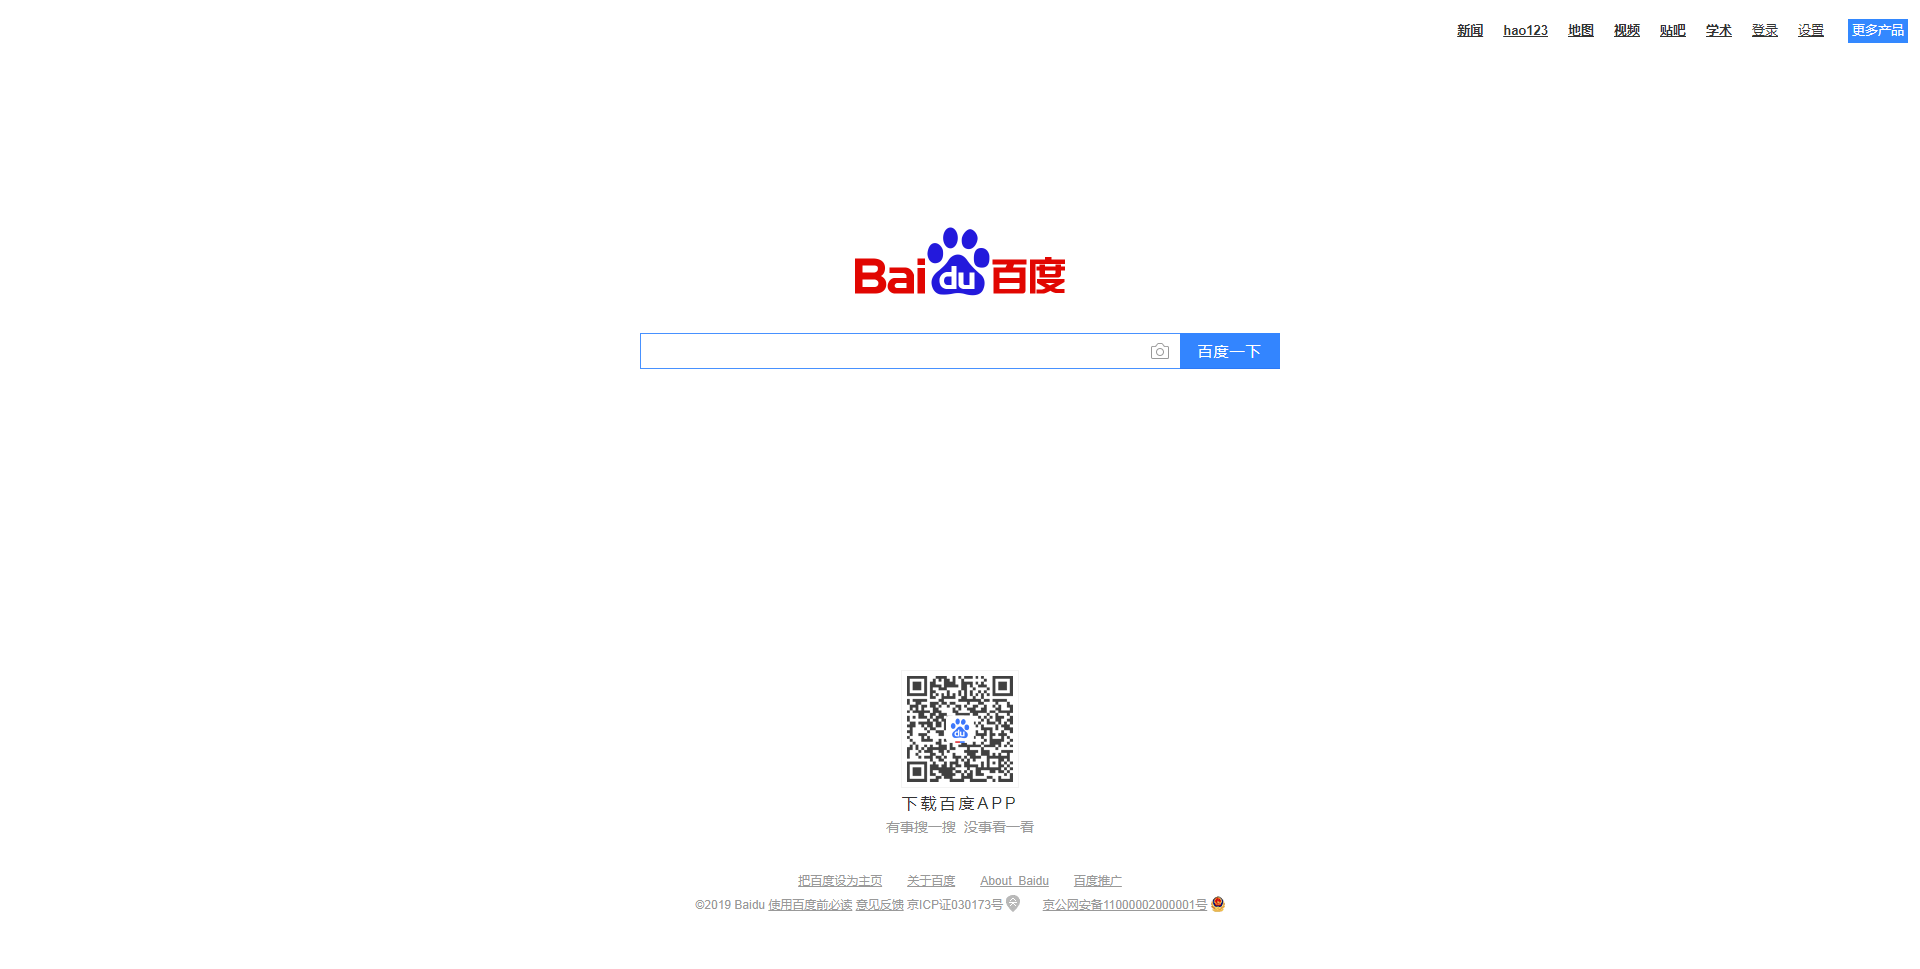 新闻 hao123 地图 视频 贴吧 学术 登录 设置 更多产品
Bai du 百度
百度一下
du
下载百度APP
有事搜一搜 没事看一看
把百度设为主页 关于百度 About Baidu 百度推广
©2019 Baidu 使用百度前必读 意见反馈 京ICP证030173号 京公网安备11000002000001号